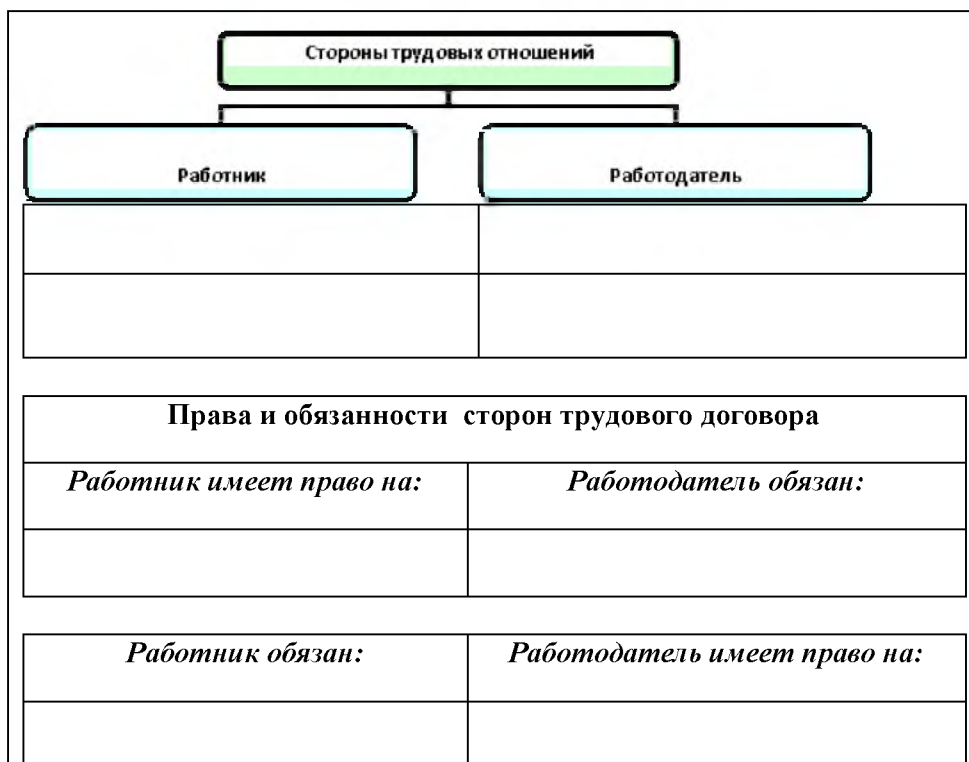 Стороны трудовых отношений
Работник
Работодатель
Права и обязанности сторон трудового договора
Работник имеет право на:
Работодатель обязан:
Работник обязан:
Работодатель имеет право на: